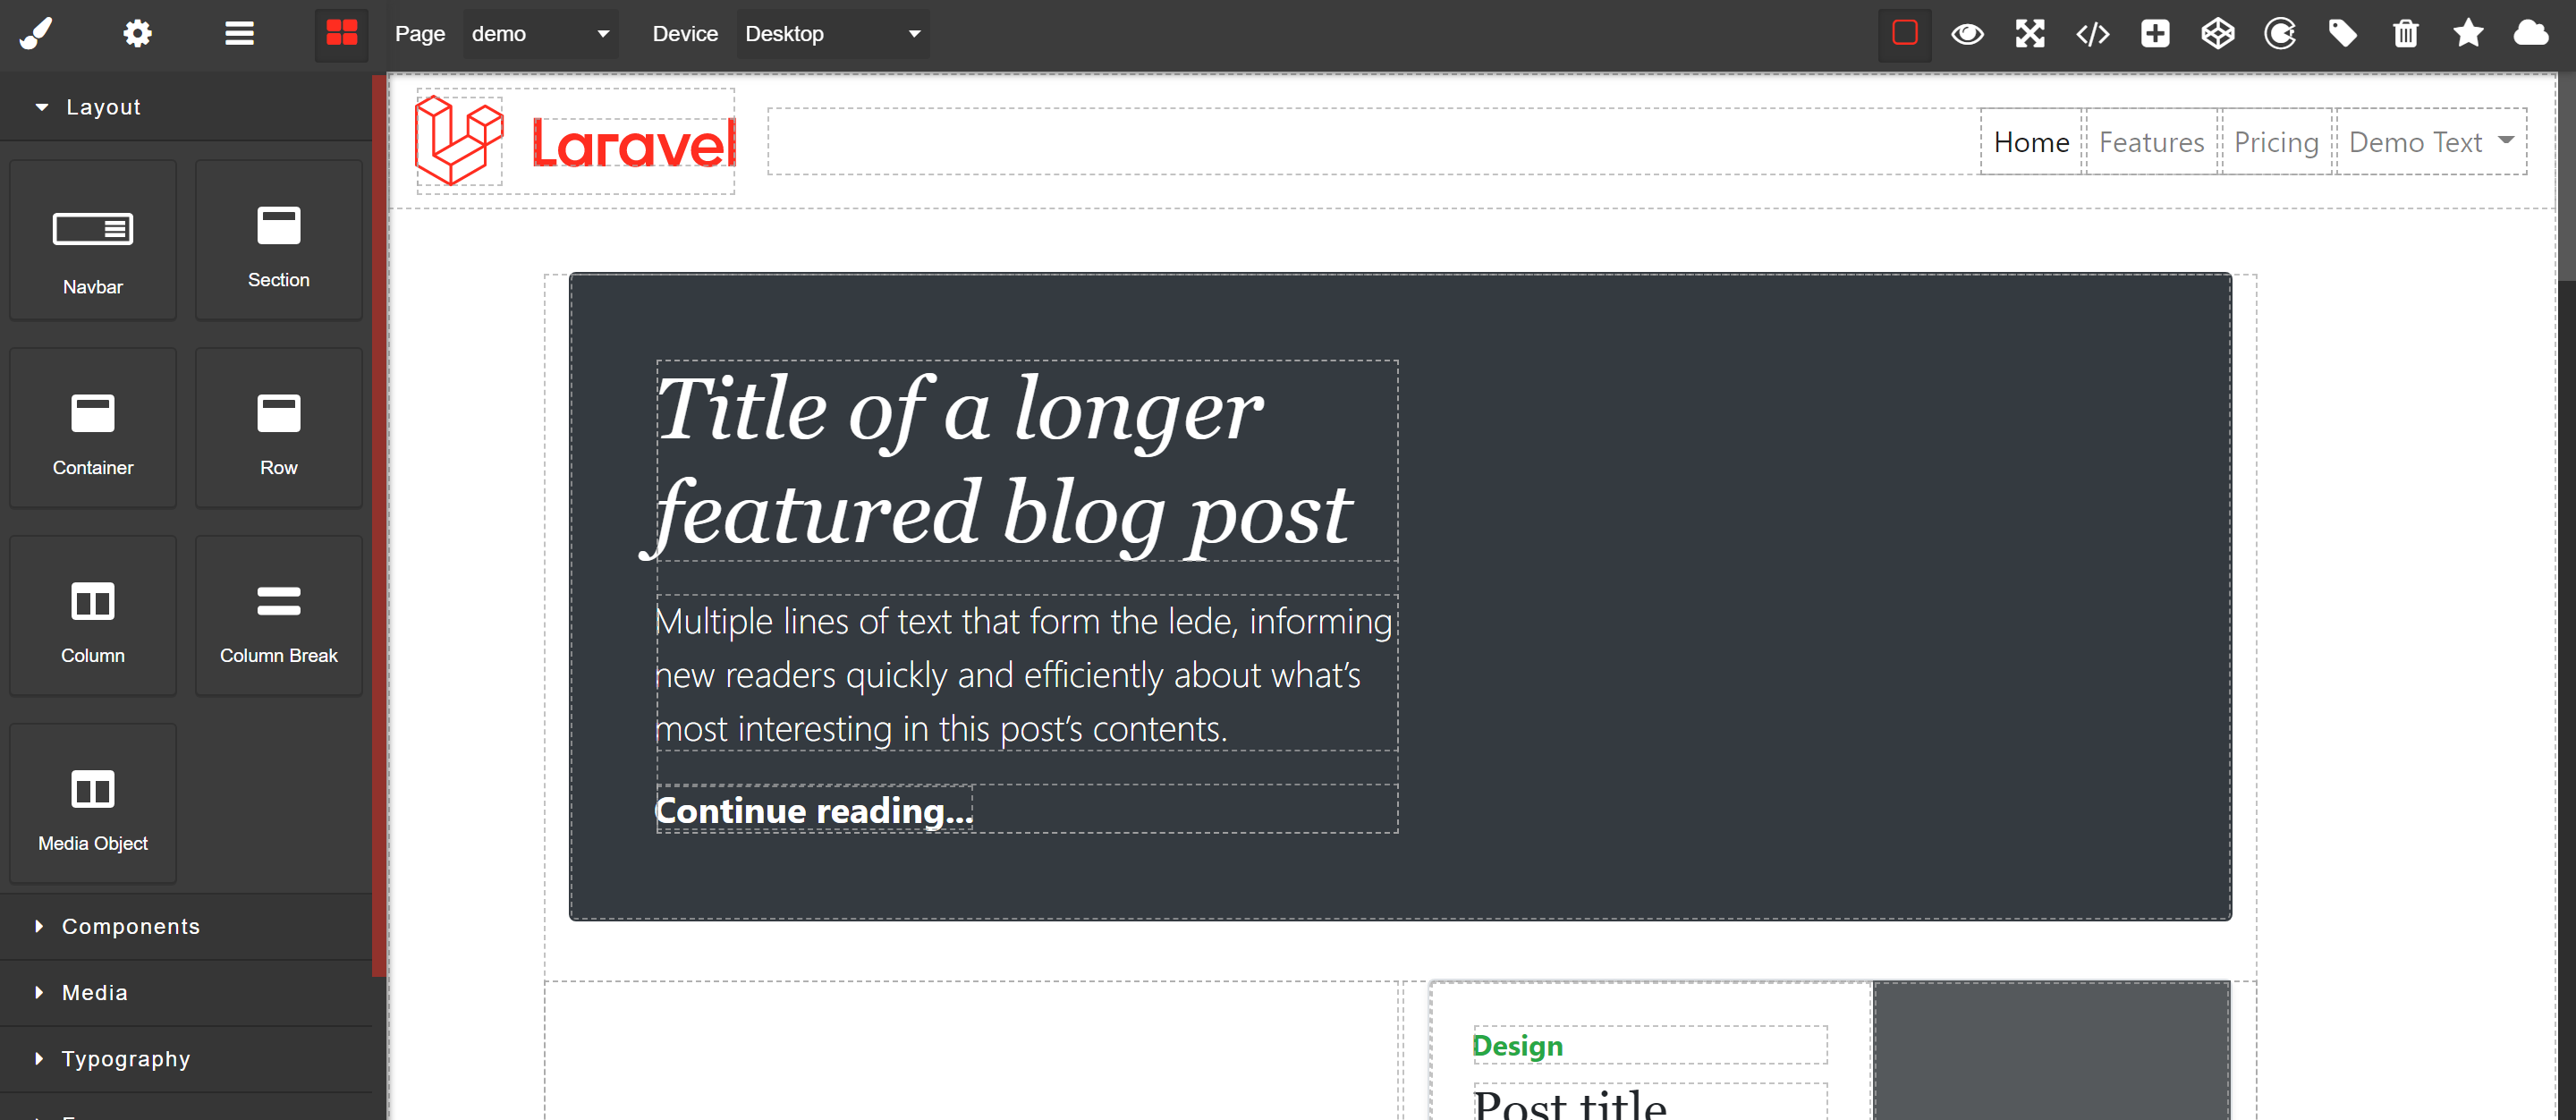 Page demo Device Desktop
Layout
Navbar
Section
Container
Row
Column
Column Break
Media Object
Components
Media
Typography
Laravel
Home Features Pricing Demo Text
Title of a longer
featured blog post
Multiple lines of text that form the lede, informing
new readers quickly and efficiently about what's
most interesting in this post's contents.
Continue reading...
Design
Post title